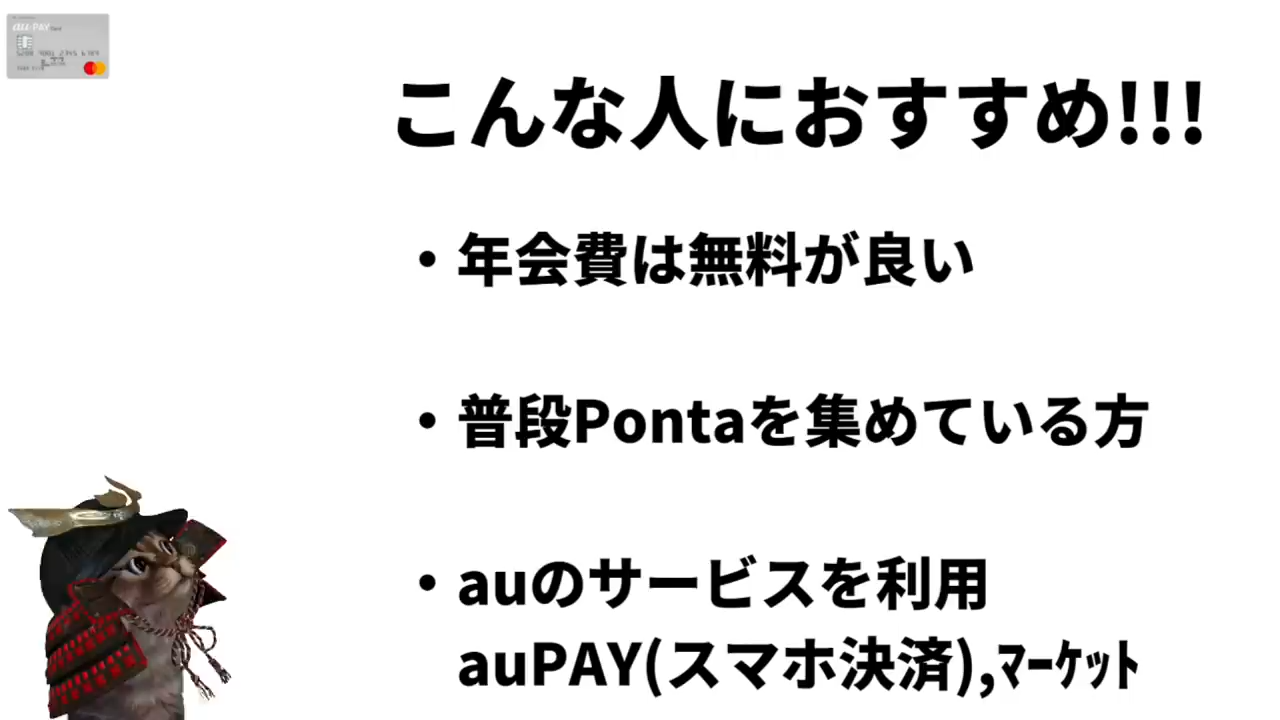 au PAY
こんな人におすすめ!!!
・年会費は無料が良い
・普段Pontaを集めている方
・auのサービスを利用
auPAY(スマホ決済),ﾏｰｹｯﾄ